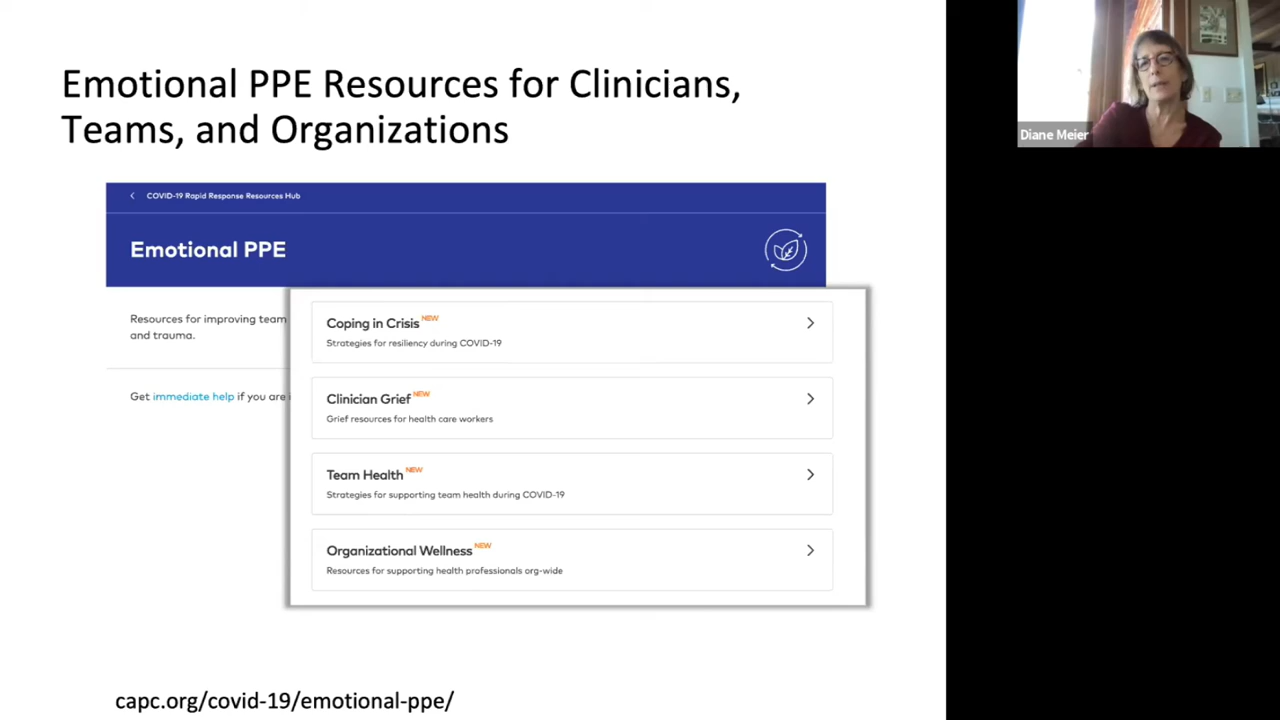 Emotional PPE Resources for Clinicians,
Teams, and Organizations
Diane Meier
COVID-19 Rapid Response Resources Hub
Emotional PPE
Resources for improving team
and trauma.
Get immediate help if you are
Coping in Crisis NEW
Strategies for resiliency during COVID-19
Clinician Grief NEW
Grief resources for health care workers
Team Health NEW
Strategies for supporting team health during COVID-19
Organizational Wellness NEW
Resources for supporting health professionals org-wide
capc.org/covid-19/emotional-ppe/